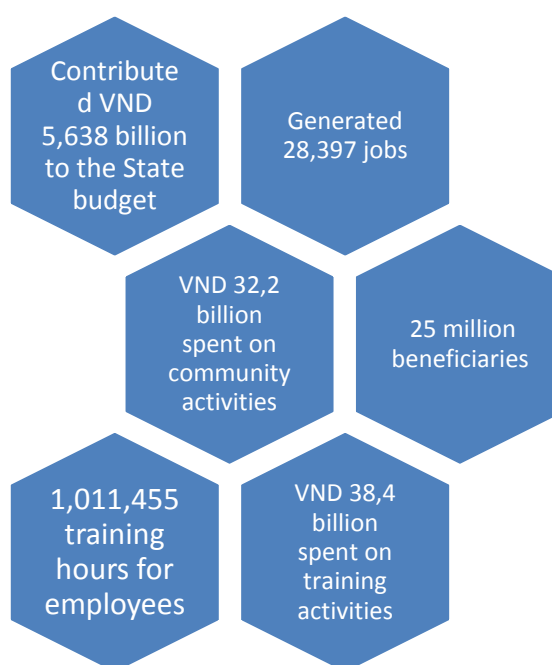 Contribute
d VND
5,638 billion
to the State
budget
Generated
28,397 jobs
VND 32,2
billion
spent on
community
activities
25 million
beneficiaries
1,011,455
training
hours for
employees
VND 38,4
billion
spent on
training
activities